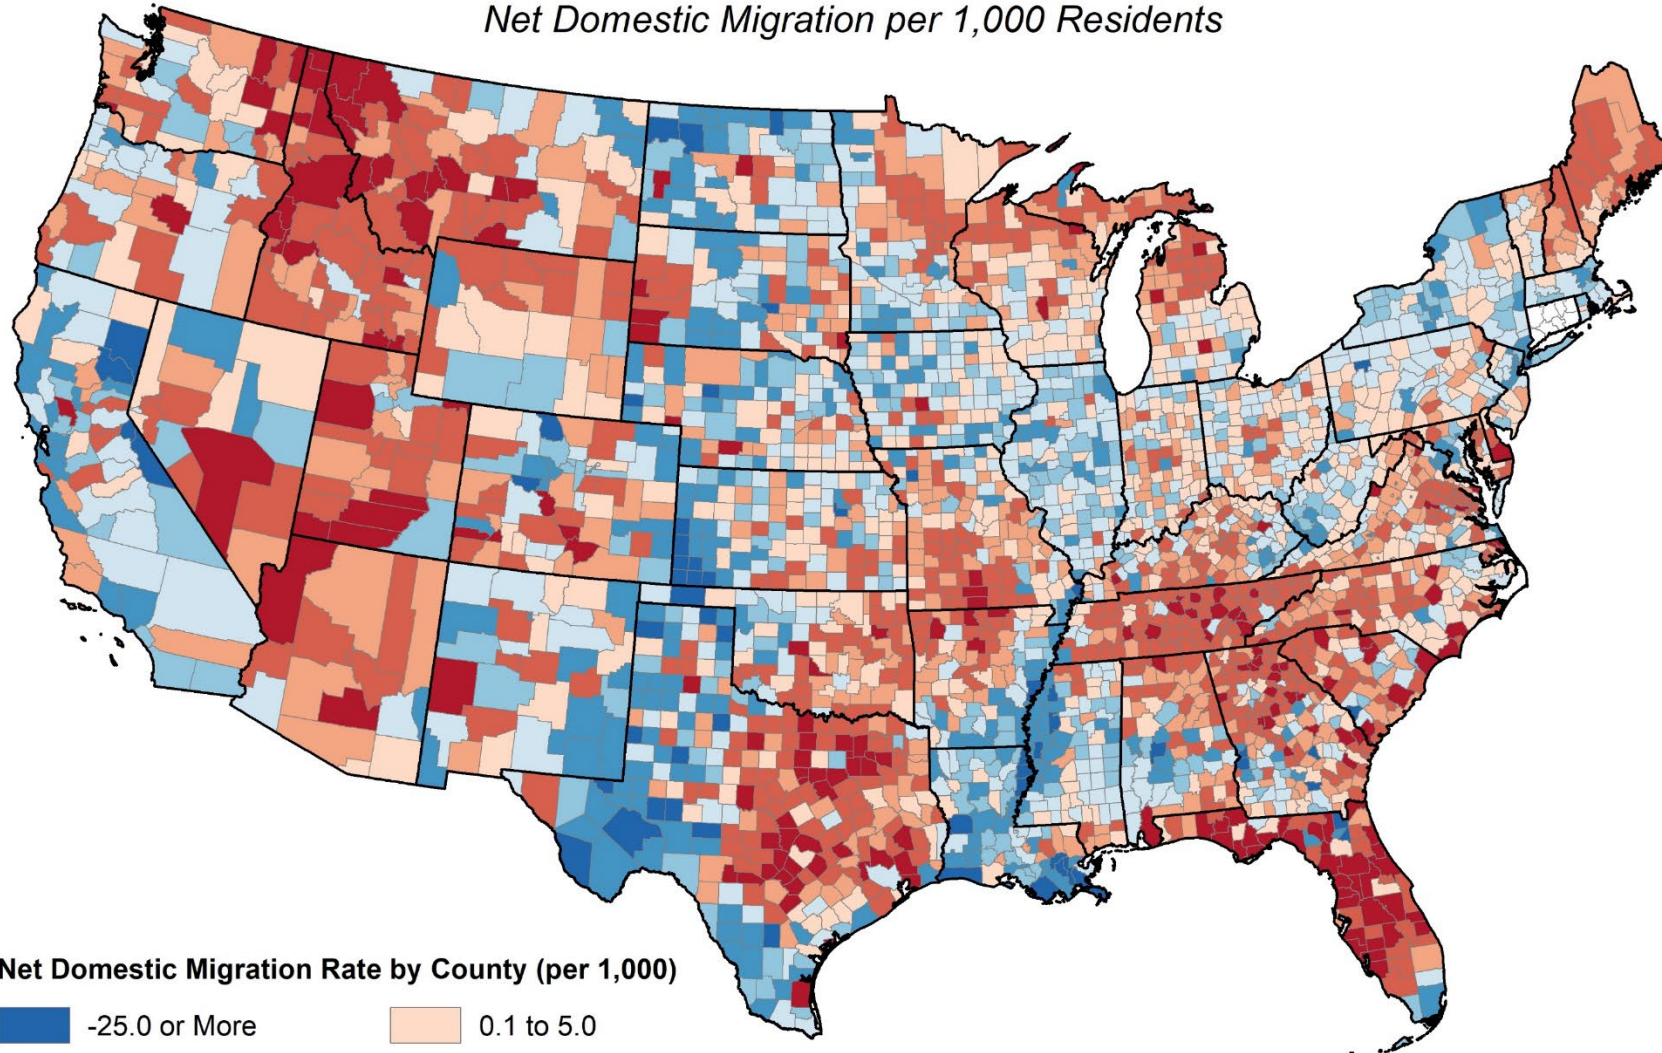 Net Domestic Migration per 1,000 Residents
Net Domestic Migration Rate by County (per 1,000)
-25.0 or More
0.1 to 5.0